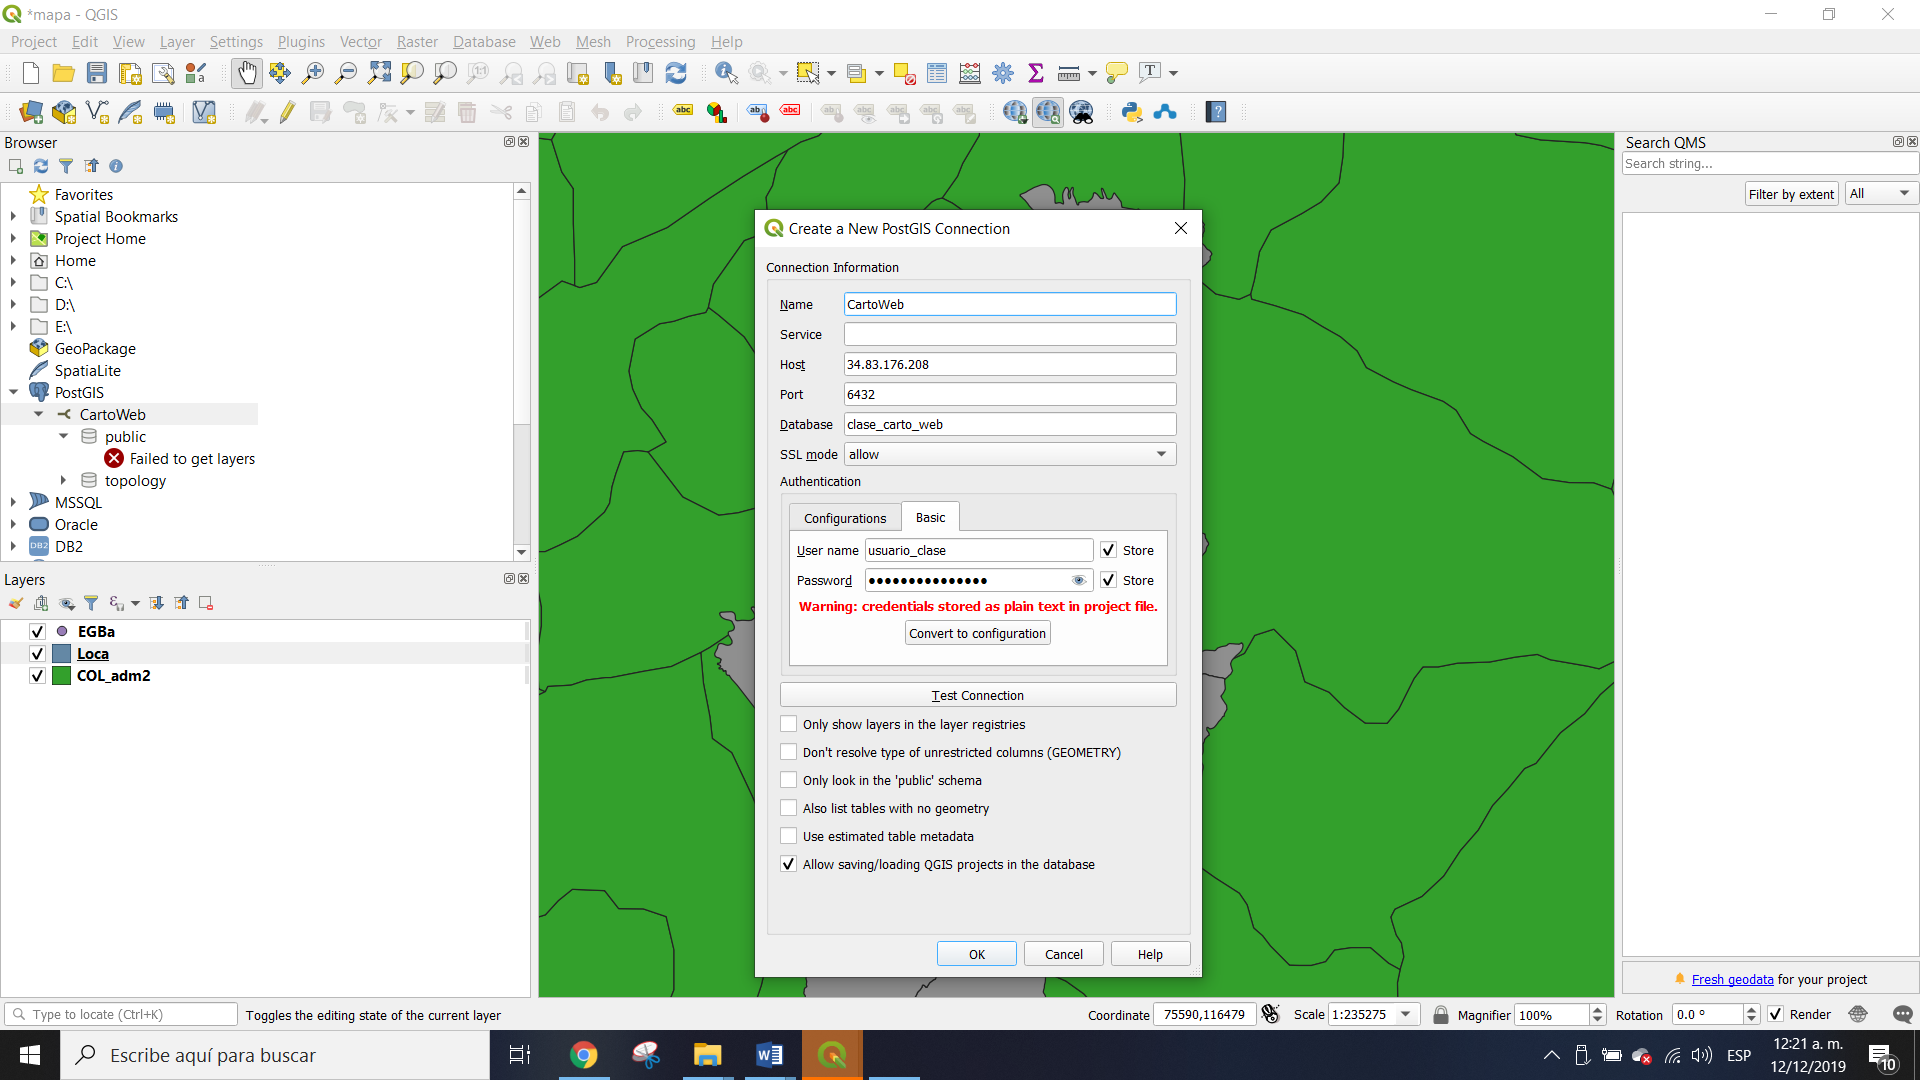 *mapa - QGIS
Project Edit View Layer Settings Plugins Vector Raster Database Web Mesh Processing Help
Browser
Favorites
Spatial Bookmarks
Project Home
Home
C:\
D:\
E:\
GeoPackage
SpatiaLite
PostGIS
CartoWeb
public
Failed to get layers
topology
MSSQL
Oracle
DB2
Layers
EGBa
Loca
COL_adm2
Create a New PostGIS Connection
Connection Information
Name CartoWeb
Service
Host 34.83.176.208
Port 6432
Database clase_carto_web
SSL mode allow
Authentication
Configurations Basic
User name usuario_clase Store
Password ●●●●●●●●●●●●●●● Store
Warning: credentials stored as plain text in project file.
Convert to configuration
Test Connection
Only show layers in the layer registries
Don't resolve type of unrestricted columns (GEOMETRY)
Only look in the 'public' schema
Also list tables with no geometry
Use estimated table metadata
Allow saving/loading QGIS projects in the database
OK Cancel Help
Search QMS
Search string...
Filter by extent All
Fresh geodata for your project
Type to locate (Ctrl+K) Toggles the editing state of the current layer Coordinate 75590,116479 Scale 1:235275 Magnifier 100% Rotation 0.0 ° Render
Escribe aquí para buscar
ESP
12:21 a. m.
12/12/2019
10